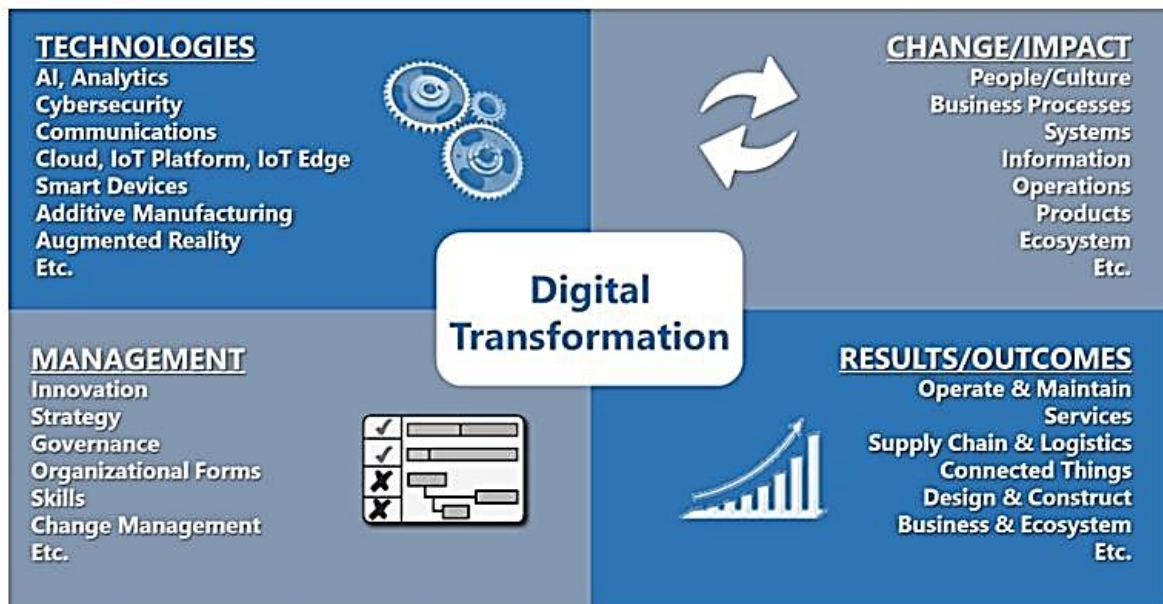 TECHNOLOGIES
AI, Analytics
Cybersecurity
Communications
Cloud, IoT Platform, IoT Edge
Smart Devices
Additive Manufacturing
Augmented Reality
Etc.
CHANGE/IMPACT
People/Culture
Business Processes
Systems
Information
Operations
Products
Ecosystem
Etc.
Digital
Transformation
MANAGEMENT
Innovation
Strategy
Governance
Organizational Forms
Skills
Change Management
Etc.
RESULTS/OUTCOMES
Operate & Maintain
Services
Supply Chain & Logistics
Connected Things
Design & Construct
Business & Ecosystem
Etc.